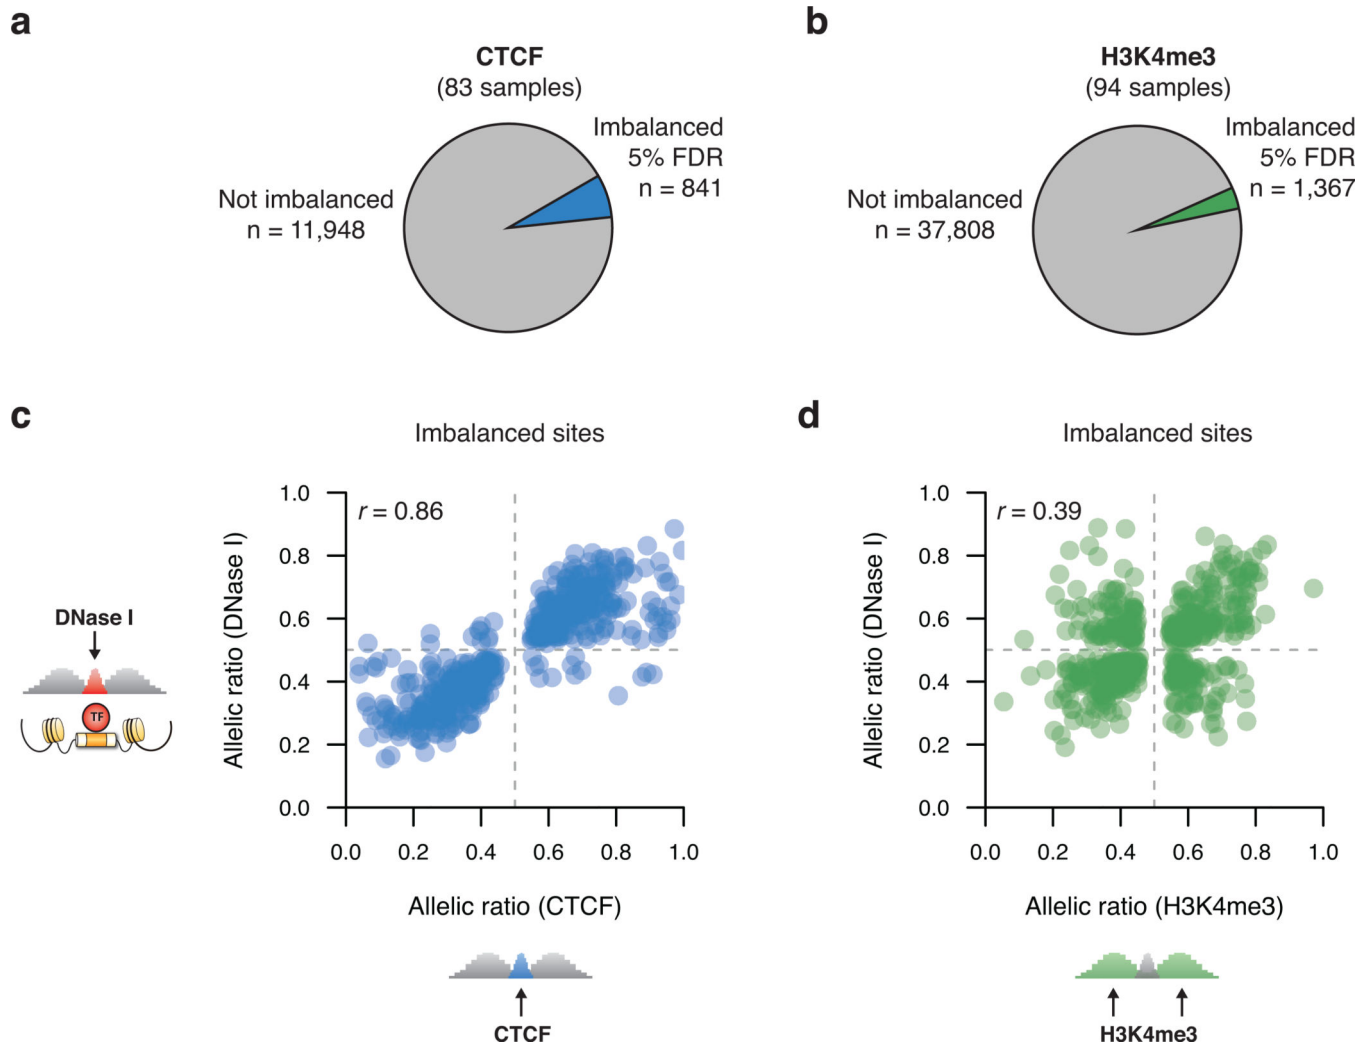 a
CTCF
(83 samples)
Imbalanced
5% FDR
n = 841
Not imbalanced
n = 11,948
b
H3K4me3
(94 samples)
Imbalanced
5% FDR
n = 1,367
Not imbalanced
n = 37,808
c
Imbalanced sites
r = 0.86
1.0
0.8
0.6
0.4
0.2
0.0
Allelic ratio (DNase I)
0.0 0.2 0.4 0.6 0.8 1.0
Allelic ratio (CTCF)
DNase I
TF
CTCF
d
Imbalanced sites
r = 0.39
1.0
0.8
0.6
0.4
0.2
0.0
Allelic ratio (DNase I)
0.0 0.2 0.4 0.6 0.8 1.0
Allelic ratio (H3K4me3)
H3K4me3